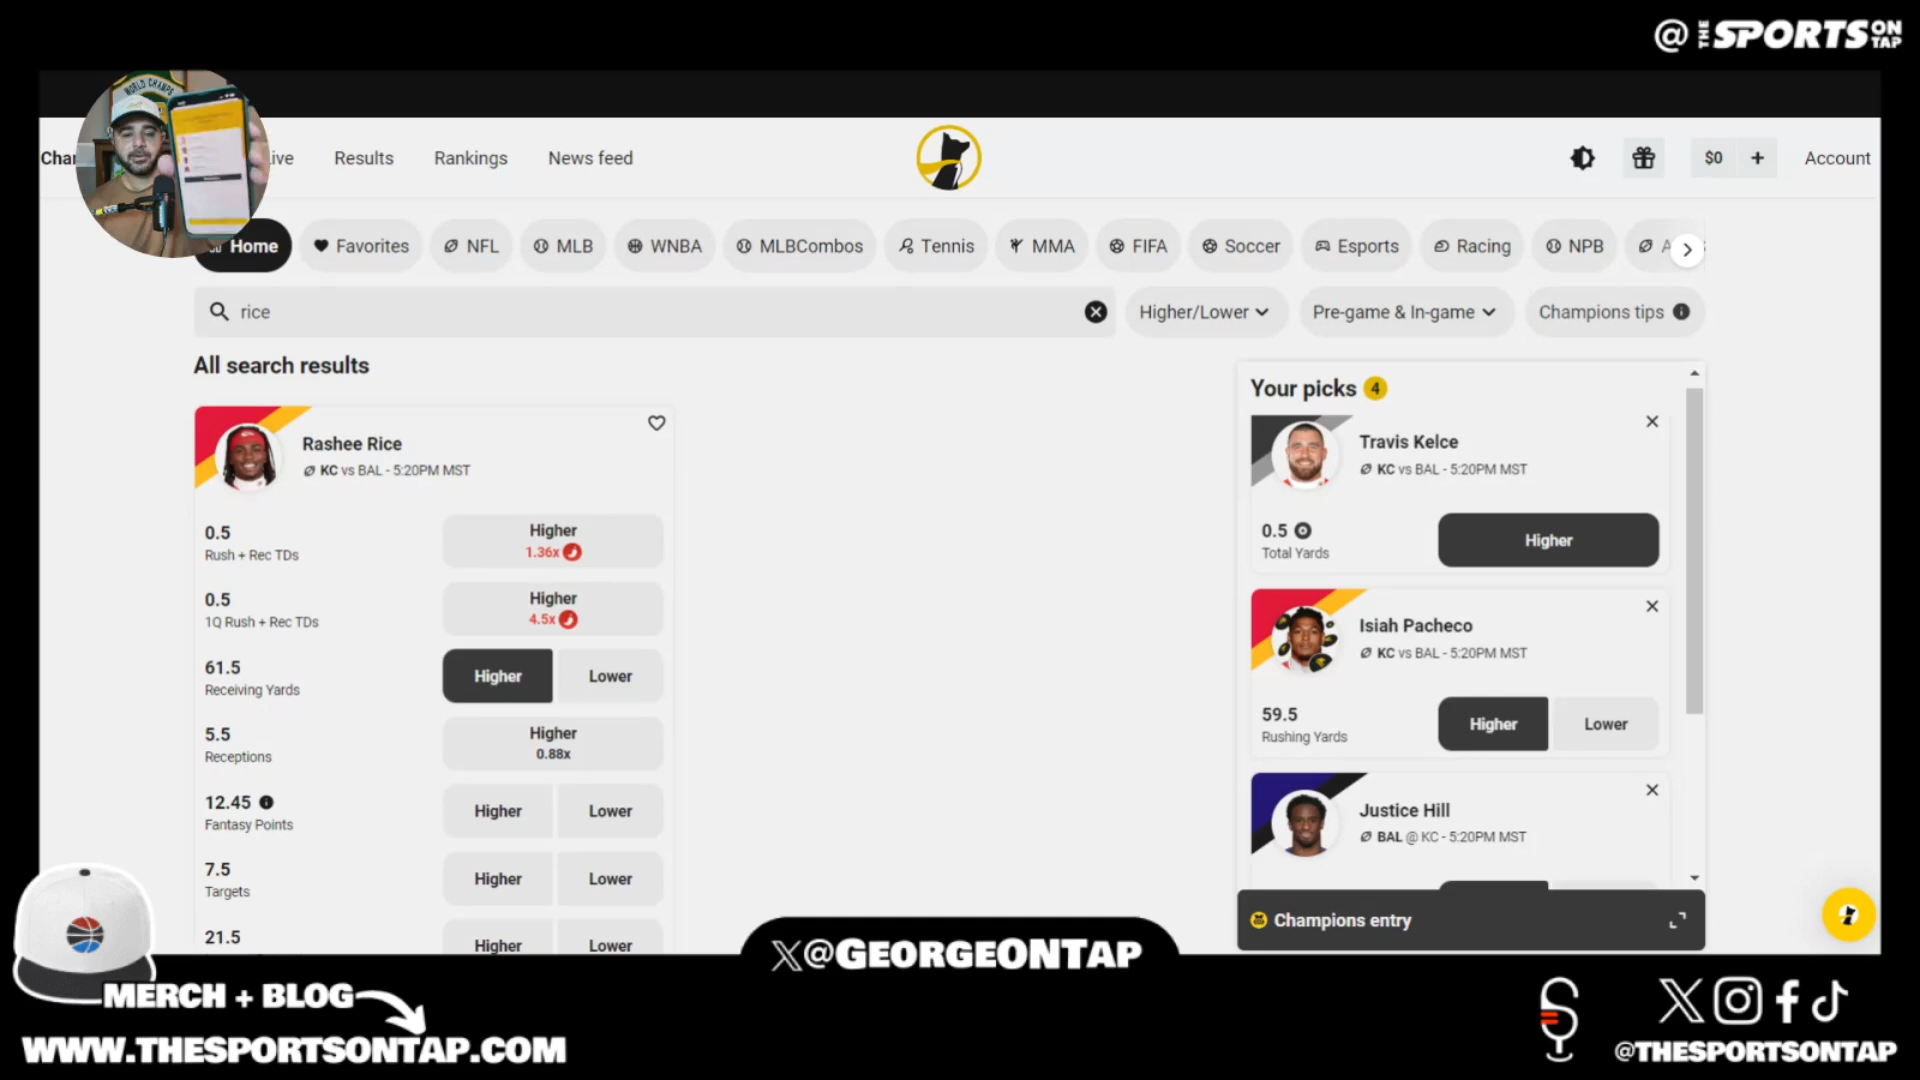 @THE SPORTS ON TAP
WORLD CHAMPS
Results
Rankings
News feed
$0
+
Account
Home
Favorites
NFL
MLB
WNBA
MLBCombos
Tennis
MMA
FIFA
Soccer
Esports
Racing
NPB
rice
Higher/Lower
Pre-game & In-game
Champions tips
All search results
Rashee Rice
KC vs BAL - 5:20PM MST
0.5
Rush + Rec TDs
Higher
1.36x
0.5
1Q Rush + Rec TDs
Higher
4.5x
61.5
Receiving Yards
Higher
Lower
5.5
Receptions
Higher
0.88x
12.45
Fantasy Points
Higher
Lower
7.5
Targets
Higher
Lower
21.5
Higher
Lower
Your picks 4
Travis Kelce
KC vs BAL - 5:20PM MST
0.5
Total Yards
Higher
Isiah Pacheco
KC vs BAL - 5:20PM MST
59.5
Rushing Yards
Higher
Lower
Justice Hill
BAL @ KC - 5:20PM MST
Champions entry
X@GEORGEONTAP
MERCH + BLOG
WWW.THESPORTSONTAP.COM
@THESPORTSONTAP